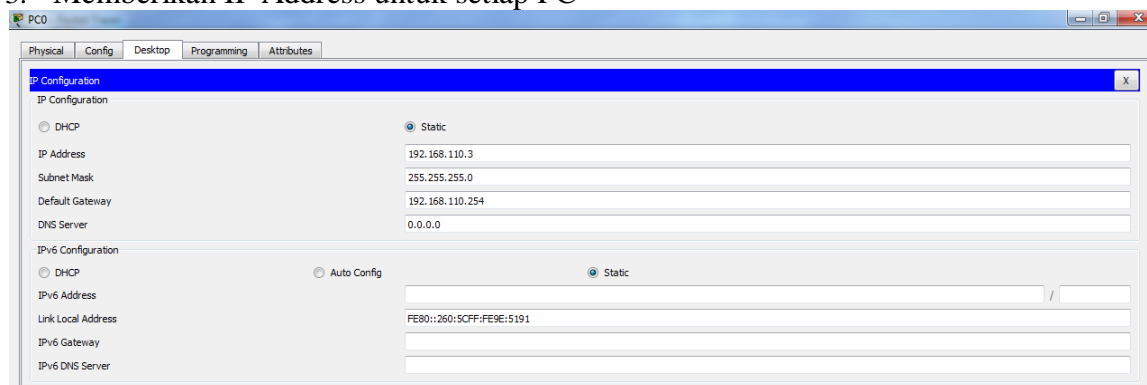 3. Memberikan IP Address untuk setiap PC
PC0
Physical Config Desktop Programming Attributes
IP Configuration X
IP Configuration
DHCP Static
IP Address 192.168.110.3
Subnet Mask 255.255.255.0
Default Gateway 192.168.110.254
DNS Server 0.0.0.0
IPv6 Configuration
DHCP Auto Config Static
IPv6 Address /
Link Local Address FE80::260:5CFF:FE9E:5191
IPv6 Gateway
IPv6 DNS Server